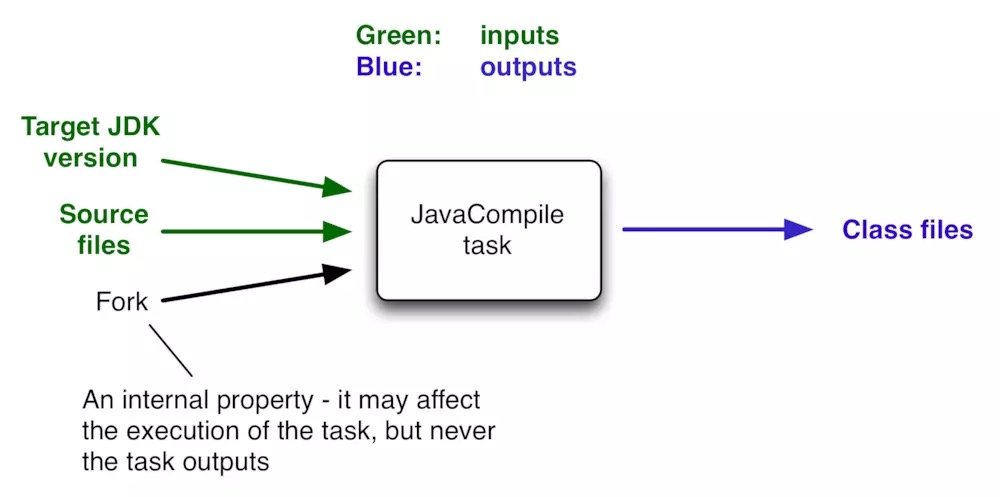 Green: inputs
Blue: outputs
Target JDK
version
Source
files
Fork
JavaCompile
task
Class files
An internal property - it may affect
the execution of the task, but never
the task outputs